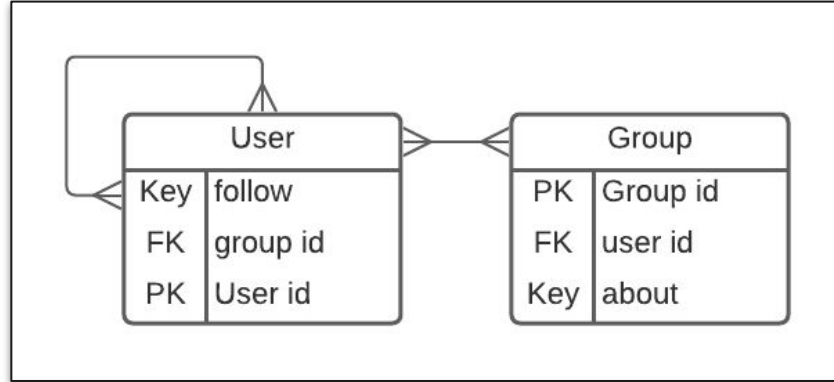 User
Key follow
FK group id
PK User id
Group
PK Group id
FK user id
Key about